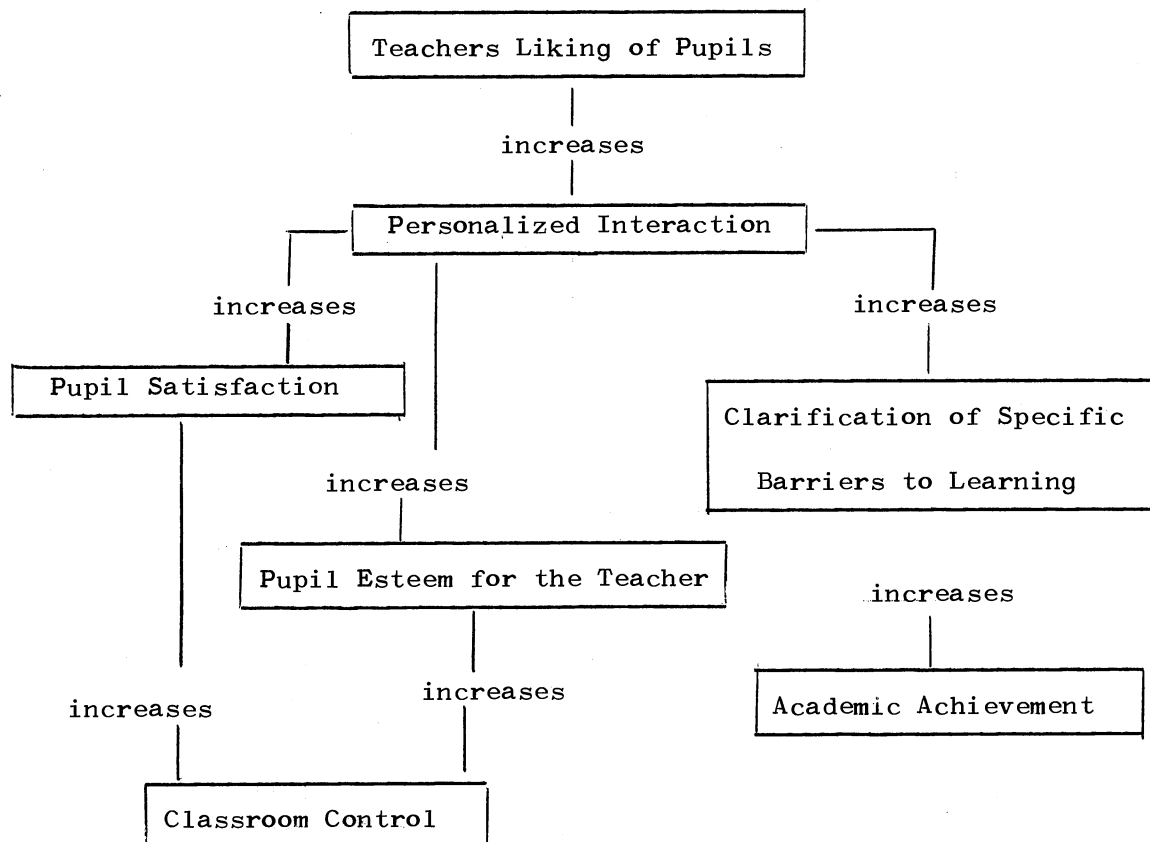 Teachers Liking of Pupils
increases
Personalized Interaction
increases
increases
Pupil Satisfaction
Clarification of Specific
Barriers to Learning
increases
Pupil Esteem for the Teacher
increases
increases
increases
Academic Achievement
Classroom Control